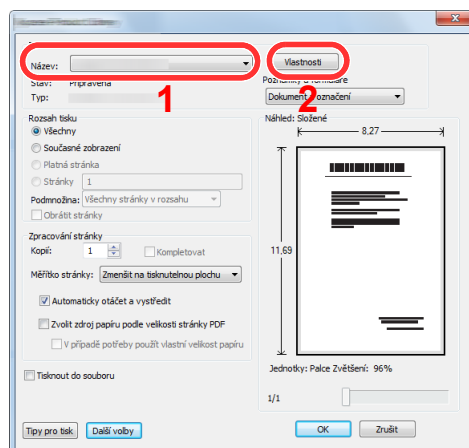 Název:
Vlastnosti
1
2
Stav: Připravena
Poznámky a formuláře
Typ:
Dokument označení
Rozsah tisku
Náhled: Složené
Všechny
8,27
Současné zobrazení
Platná stránka
Stránky 1
Podmnožina: Všechny stránky v rozsahu
Obrátit stránky
Zpracování stránky
Kopií: 1 Kompletovat
11,69
Měřítko stránky: Zmenšit na tisknutelnou plochu
Automaticky otáčet a vystředit
Zvolit zdroj papíru podle velikosti stránky PDF
V případě potřeby použít vlastní velikost papíru
Jednotky: Palce Zvětšení: 96%
Tisknout do souboru
1/1
Tipy pro tisk Další volby OK Zrušit